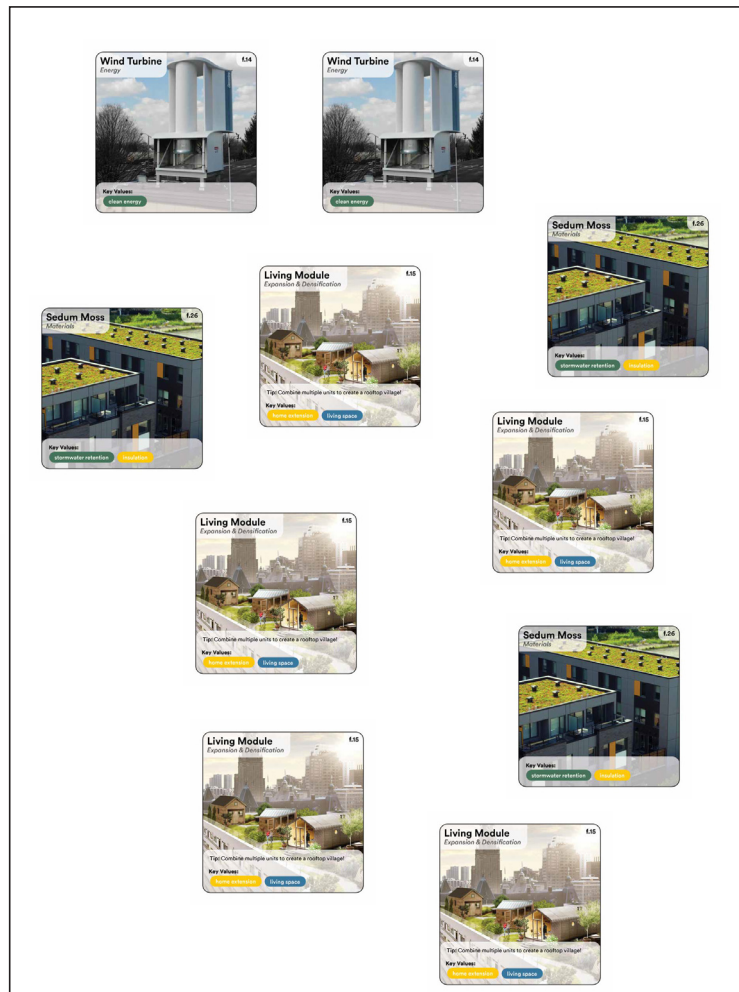 Wind Turbine
f.14
Energy
Key Values:
clean energy
Wind Turbine
f.14
Energy
Key Values:
clean energy
Sedum Moss
f.26
Materials
Key Values:
stormwater retention insulation
Living Module
f.15
Expansion & Densification
Tip: Combine multiple units to create a rooftop village!
Key Values:
home extension living space
Sedum Moss
f.26
Materials
Key Values:
stormwater retention insulation
Living Module
f.15
Expansion & Densification
Tip: Combine multiple units to create a rooftop village!
Key Values:
home extension living space
Living Module
f.15
Expansion & Densification
Tip: Combine multiple units to create a rooftop village!
Key Values:
home extension living space
Sedum Moss
f.26
Materials
Key Values:
stormwater retention insulation
Living Module
f.15
Expansion & Densification
Tip: Combine multiple units to create a rooftop village!
Key Values:
home extension living space
Living Module
f.15
Expansion & Densification
Tip: Combine multiple units to create a rooftop village!
Key Values:
home extension living space